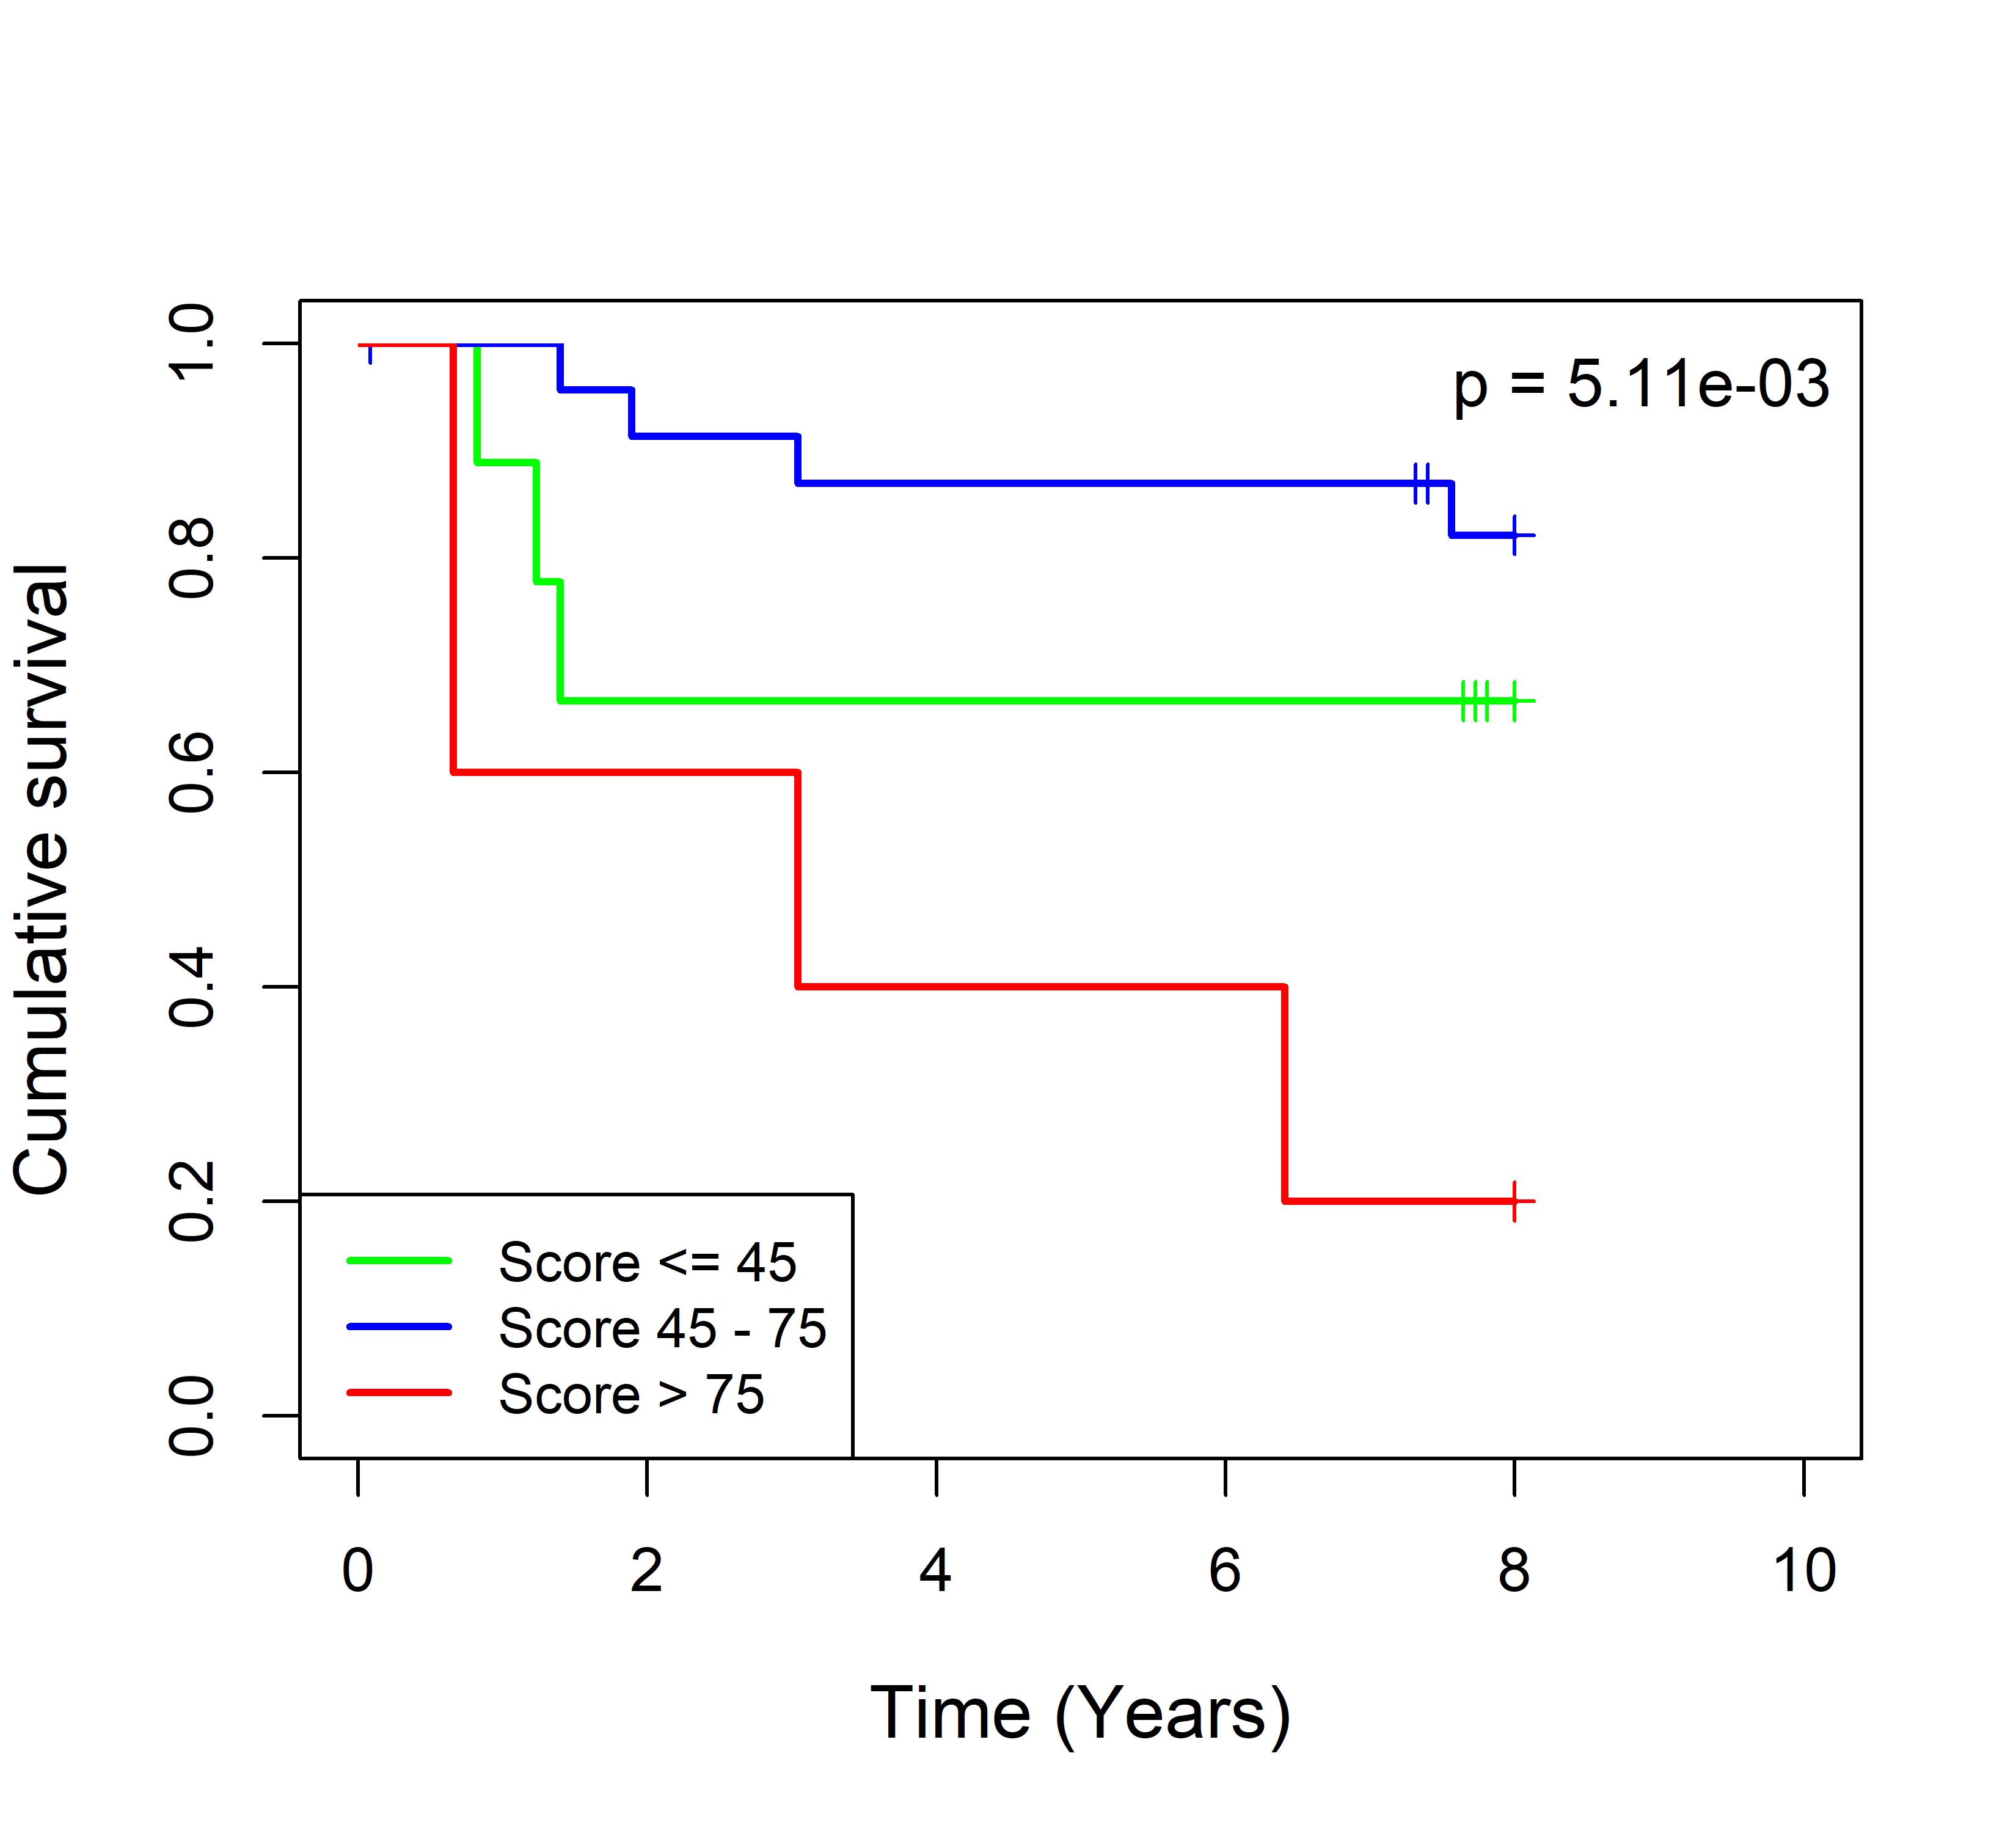 p = 5.11e-03
Cumulative survival
1.0
0.8
0.6
0.4
0.2
0.0
Score <= 45
Score 45 - 75
Score > 75
0 2 4 6 8 10
Time (Years)